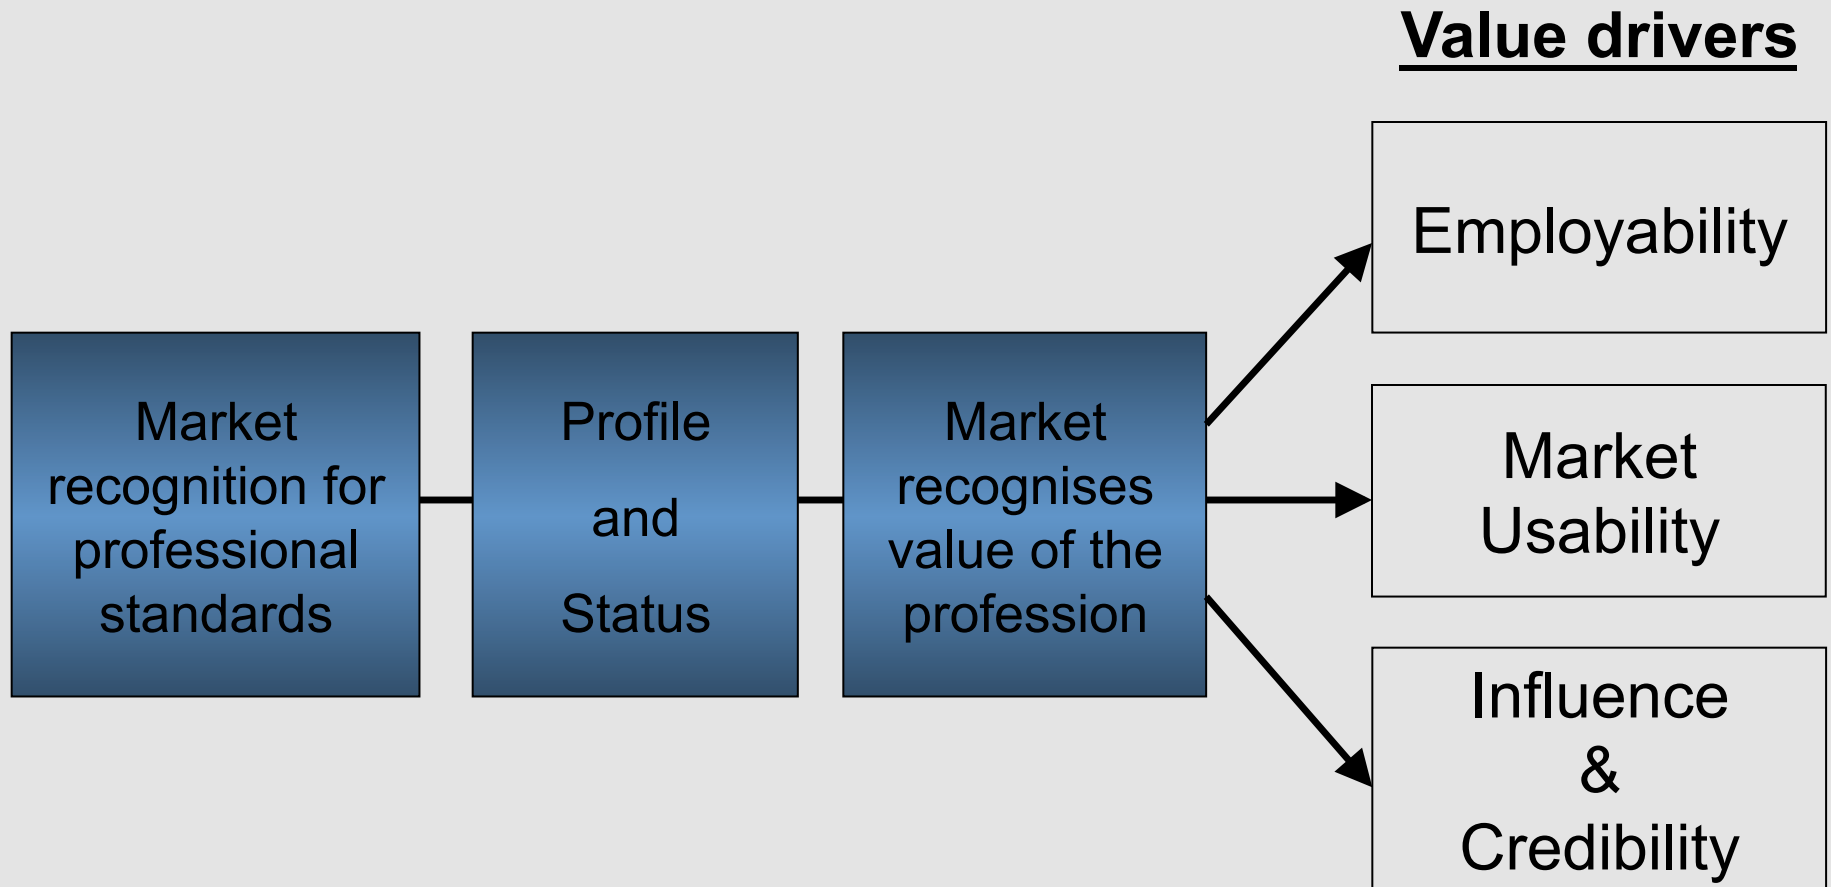 Value drivers
Employability
Market
recognition for
professional
standards
Profile
and
Status
Market
recognises
value of the
profession
Market
Usability
Influence
&
Credibility